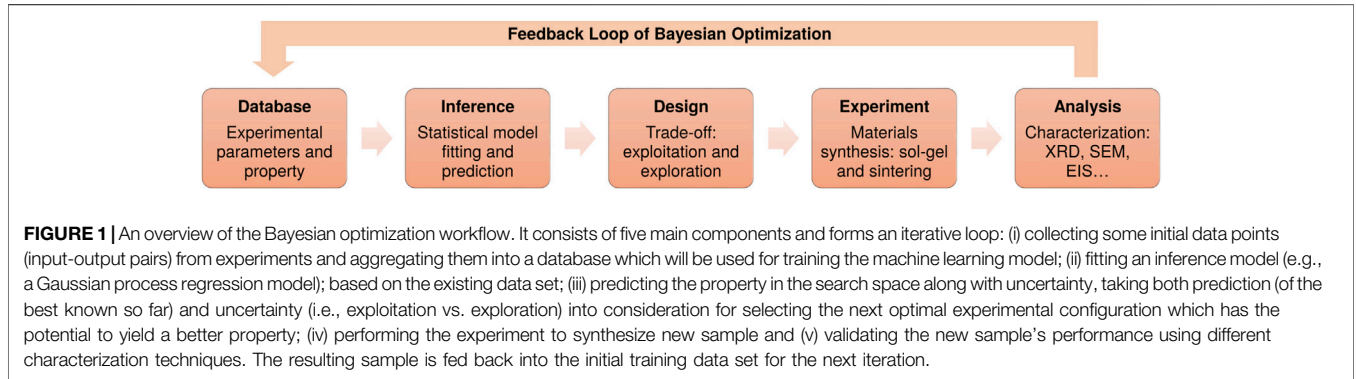 Feedback Loop of Bayesian Optimization
Database
Experimental
parameters and
property
Inference
Statistical model
fitting and
prediction
Design
Trade-off:
exploitation and
exploration
Experiment
Materials
synthesis: sol-gel
and sintering
Analysis
Characterization:
XRD, SEM,
EIS…
FIGURE 1 | An overview of the Bayesian optimization workflow. It consists of five main components and forms an iterative loop: (i) collecting some initial data points
(input-output pairs) from experiments and aggregating them into a database which will be used for training the machine learning model; (ii) fitting an inference model (e.g.,
a Gaussian process regression model); based on the existing data set; (iii) predicting the property in the search space along with uncertainty, taking both prediction (of the
best known so far) and uncertainty (i.e., exploitation vs. exploration) into consideration for selecting the next optimal experimental configuration which has the
potential to yield a better property; (iv) performing the experiment to synthesize new sample and (v) validating the new sample's performance using different
characterization techniques. The resulting sample is fed back into the initial training data set for the next iteration.